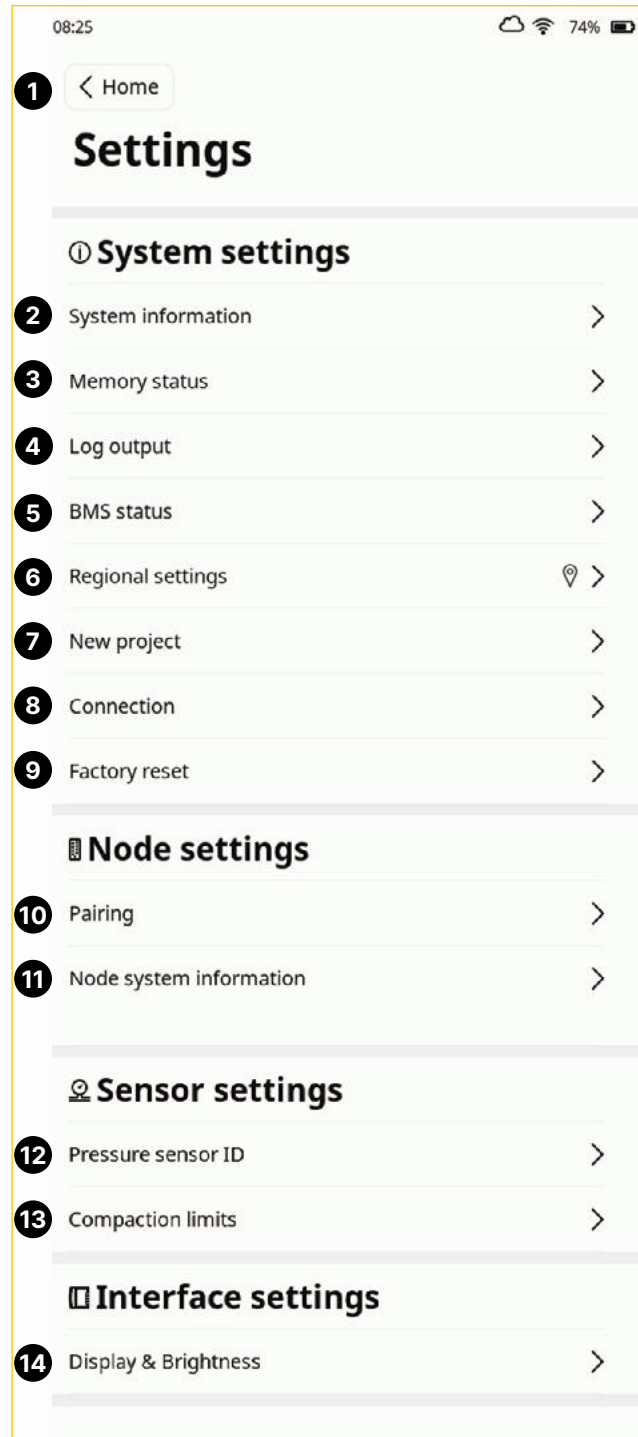 08:25 74%
1 Home
Settings
System settings
2 System information
3 Memory status
4 Log output
5 BMS status
6 Regional settings
7 New project
8 Connection
9 Factory reset
Node settings
10 Pairing
11 Node system information
Sensor settings
12 Pressure sensor ID
13 Compaction limits
Interface settings
14 Display & Brightness